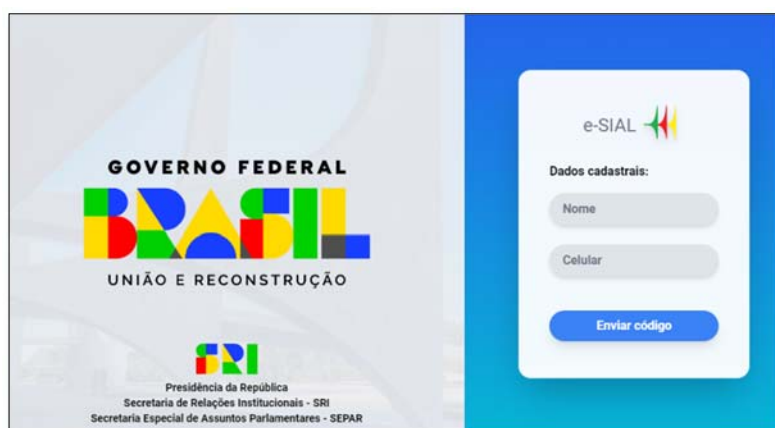 GOVERNO FEDERAL
BRASIL
UNIÃO E RECONSTRUÇÃO
SRI
Presidência da República
Secretaria de Relações Institucionais - SRI
Secretaria Especial de Assuntos Parlamentares - SEPAR
e-SIAL
Dados cadastrais:
Nome
Celular
Enviar código